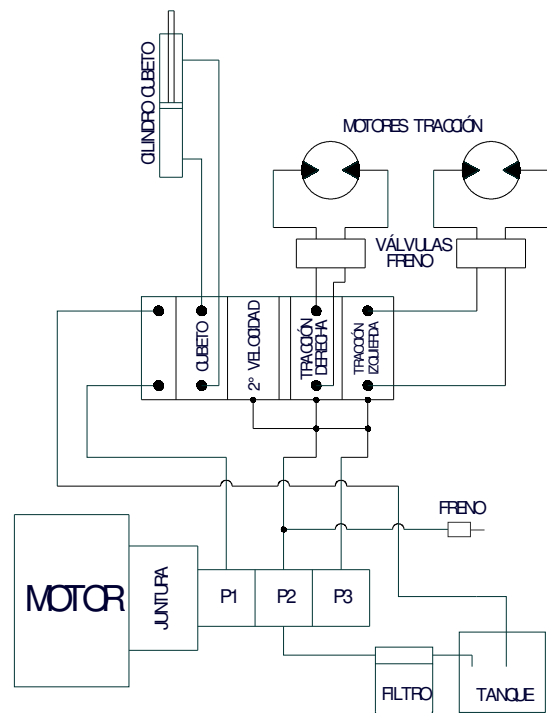 CILINDRO CUBETO
MOTORES TRACCIÓN
VÁLVULAS
FRENO
CUBETO
2° VELOCIDAD
TRACCIÓN
DERECHA
TRACCIÓN
IZQUIERDA
FRENO
MOTOR
JUNTURA
P1
P2
P3
FILTRO
TANQUE